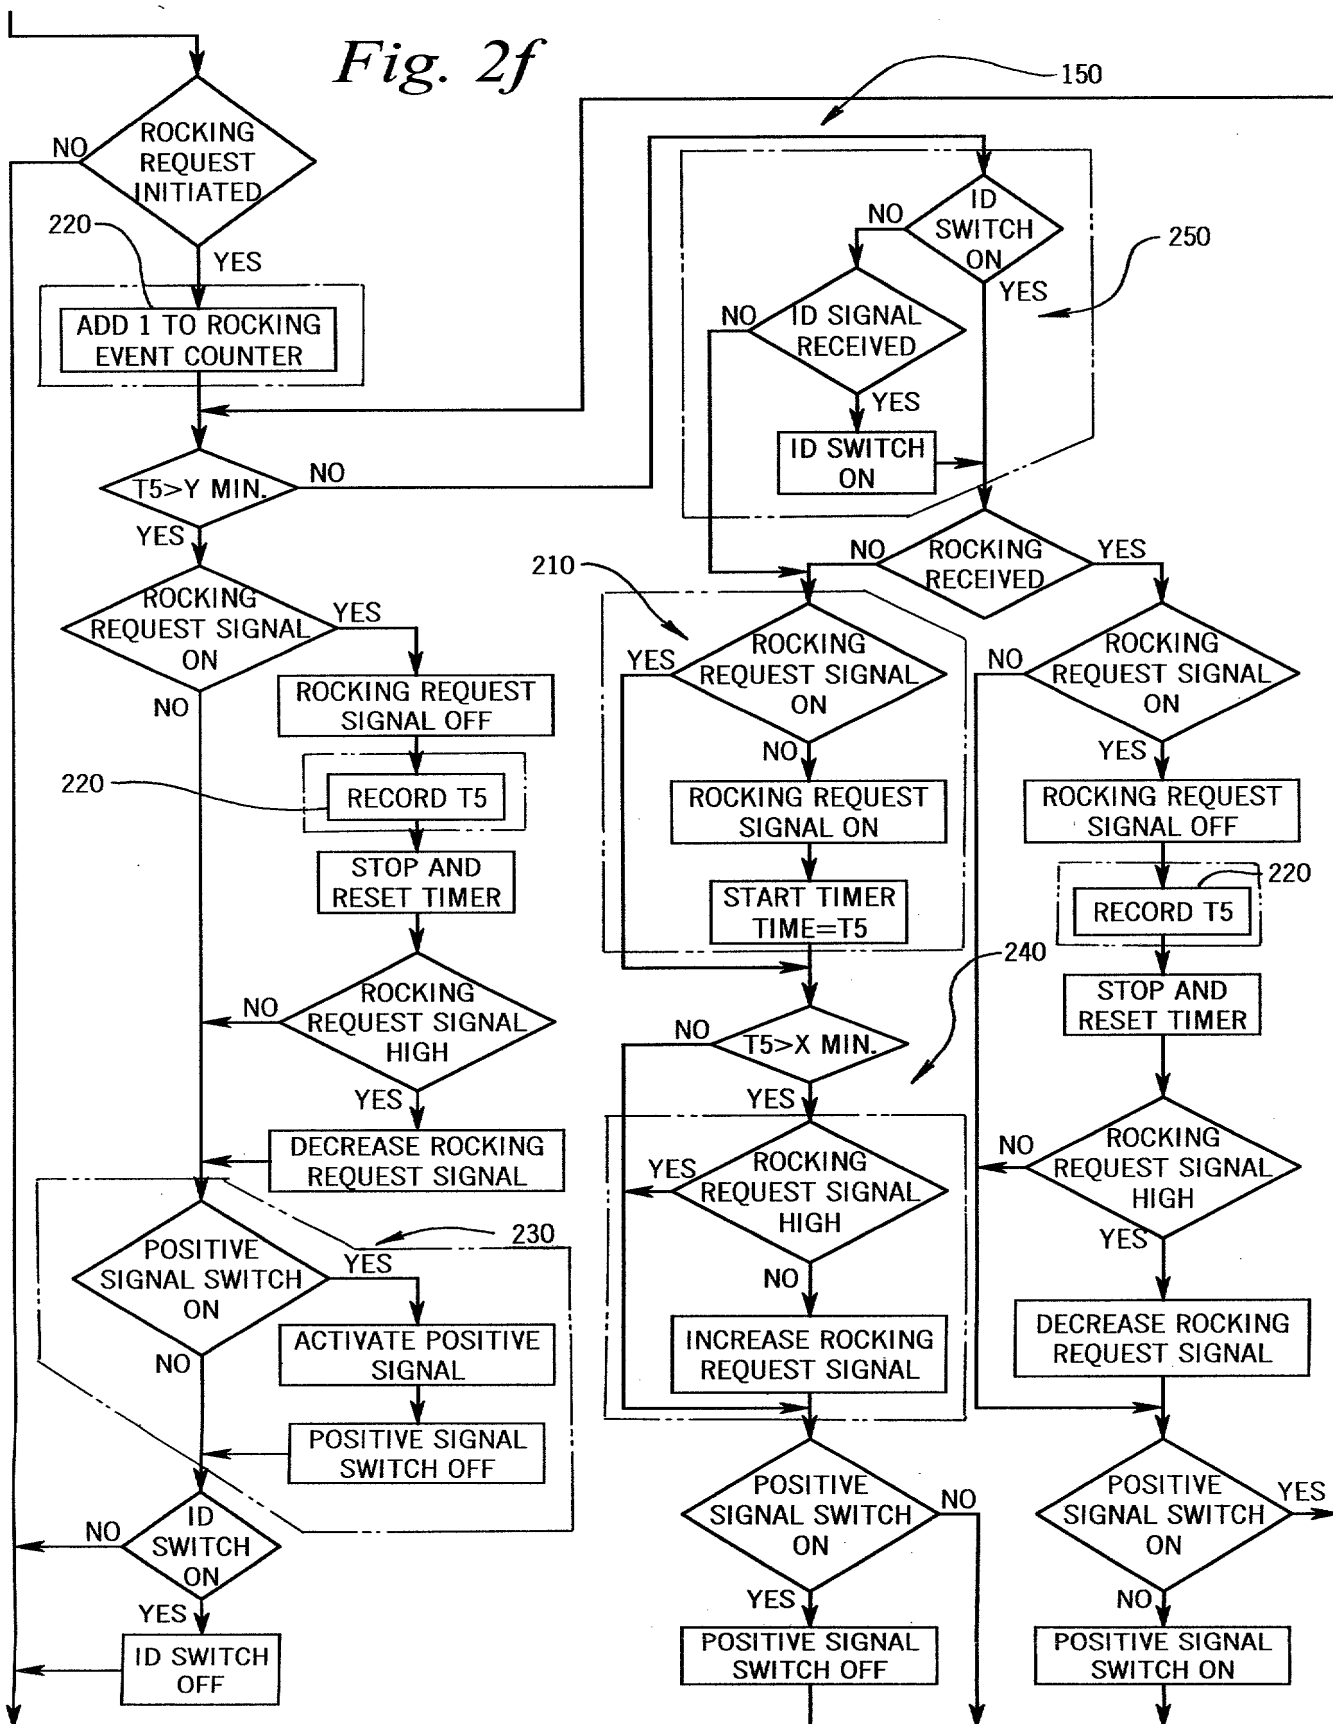 Fig. 2f
150
ROCKING
REQUEST
INITIATED
NO
YES
220
ADD 1 TO ROCKING
EVENT COUNTER
T5>Y MIN.
NO
YES
ROCKING
REQUEST SIGNAL
ON
YES
NO
ROCKING REQUEST
SIGNAL OFF
220
RECORD T5
STOP AND
RESET TIMER
ROCKING
REQUEST SIGNAL
HIGH
NO
YES
DECREASE ROCKING
REQUEST SIGNAL
230
POSITIVE
SIGNAL SWITCH
ON
YES
NO
ACTIVATE POSITIVE
SIGNAL
POSITIVE SIGNAL
SWITCH OFF
ID
SWITCH
ON
NO
YES
ID SWITCH
OFF
ID
SWITCH
ON
NO
YES
250
ID SIGNAL
RECEIVED
NO
YES
ID SWITCH
ON
ROCKING
RECEIVED
NO
YES
210
ROCKING
REQUEST SIGNAL
ON
YES
NO
ROCKING REQUEST
SIGNAL ON
START TIMER
TIME=T5
240
T5>X MIN.
NO
YES
ROCKING
REQUEST SIGNAL
HIGH
YES
NO
INCREASE ROCKING
REQUEST SIGNAL
POSITIVE
SIGNAL SWITCH
ON
NO
YES
POSITIVE SIGNAL
SWITCH OFF
ROCKING
REQUEST SIGNAL
ON
NO
YES
ROCKING REQUEST
SIGNAL OFF
220
RECORD T5
STOP AND
RESET TIMER
ROCKING
REQUEST SIGNAL
HIGH
NO
YES
DECREASE ROCKING
REQUEST SIGNAL
POSITIVE
SIGNAL SWITCH
ON
YES
NO
POSITIVE SIGNAL
SWITCH ON